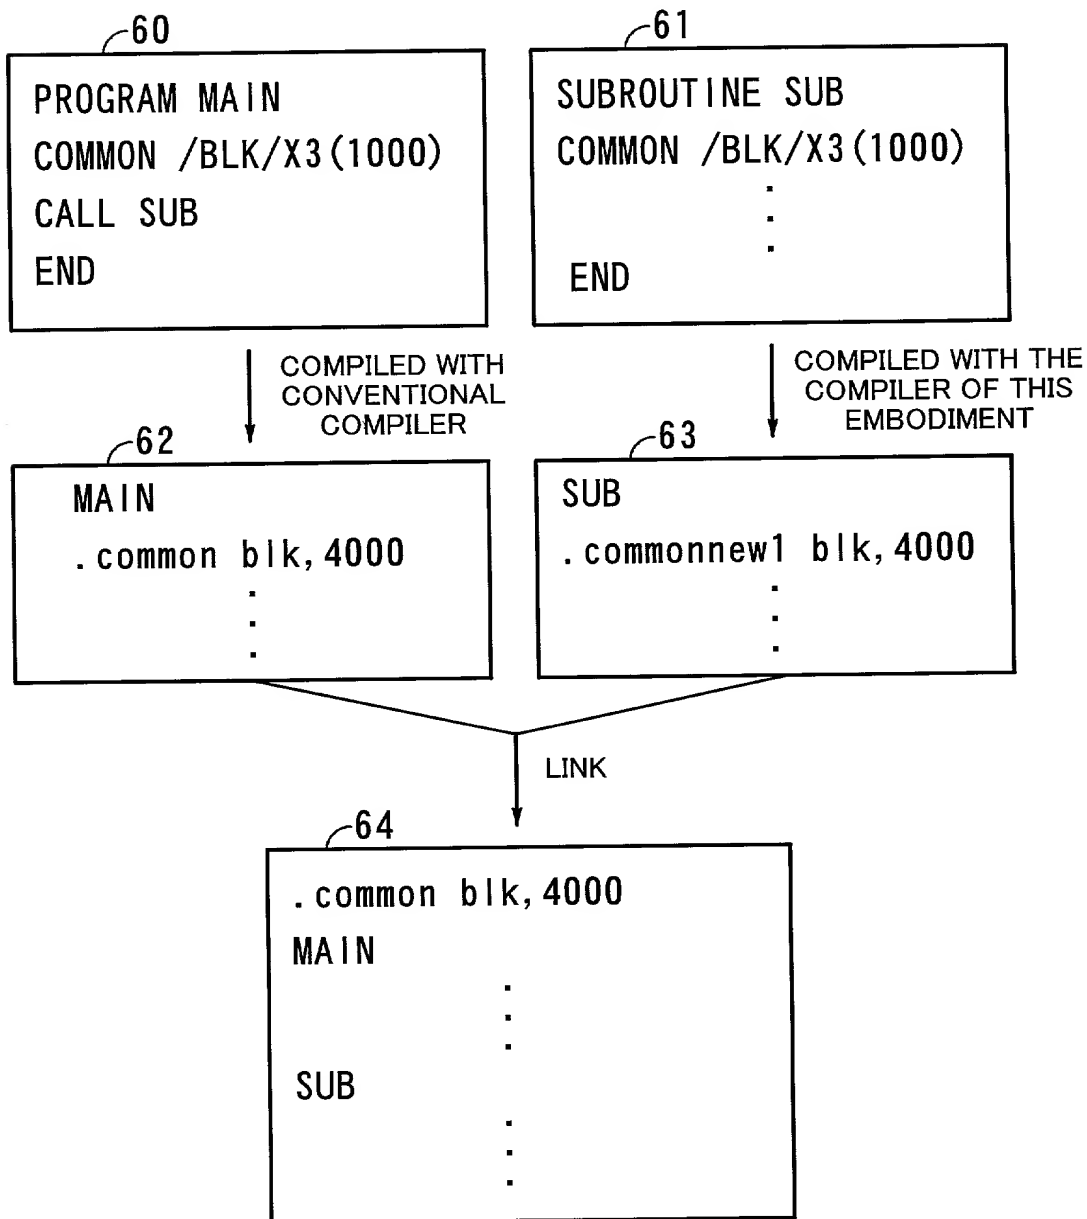 60
PROGRAM MAIN
COMMON /BLK/X3(1000)
CALL SUB
END
61
SUBROUTINE SUB
COMMON /BLK/X3(1000)
.
.
.
END
COMPILED WITH
CONVENTIONAL
COMPILER
COMPILED WITH THE
COMPILER OF THIS
EMBODIMENT
62
MAIN
.common blk,4000
.
.
.
63
SUB
.commonnew1 blk,4000
.
.
.
LINK
64
.common blk,4000
MAIN
.
.
.
SUB
.
.
.